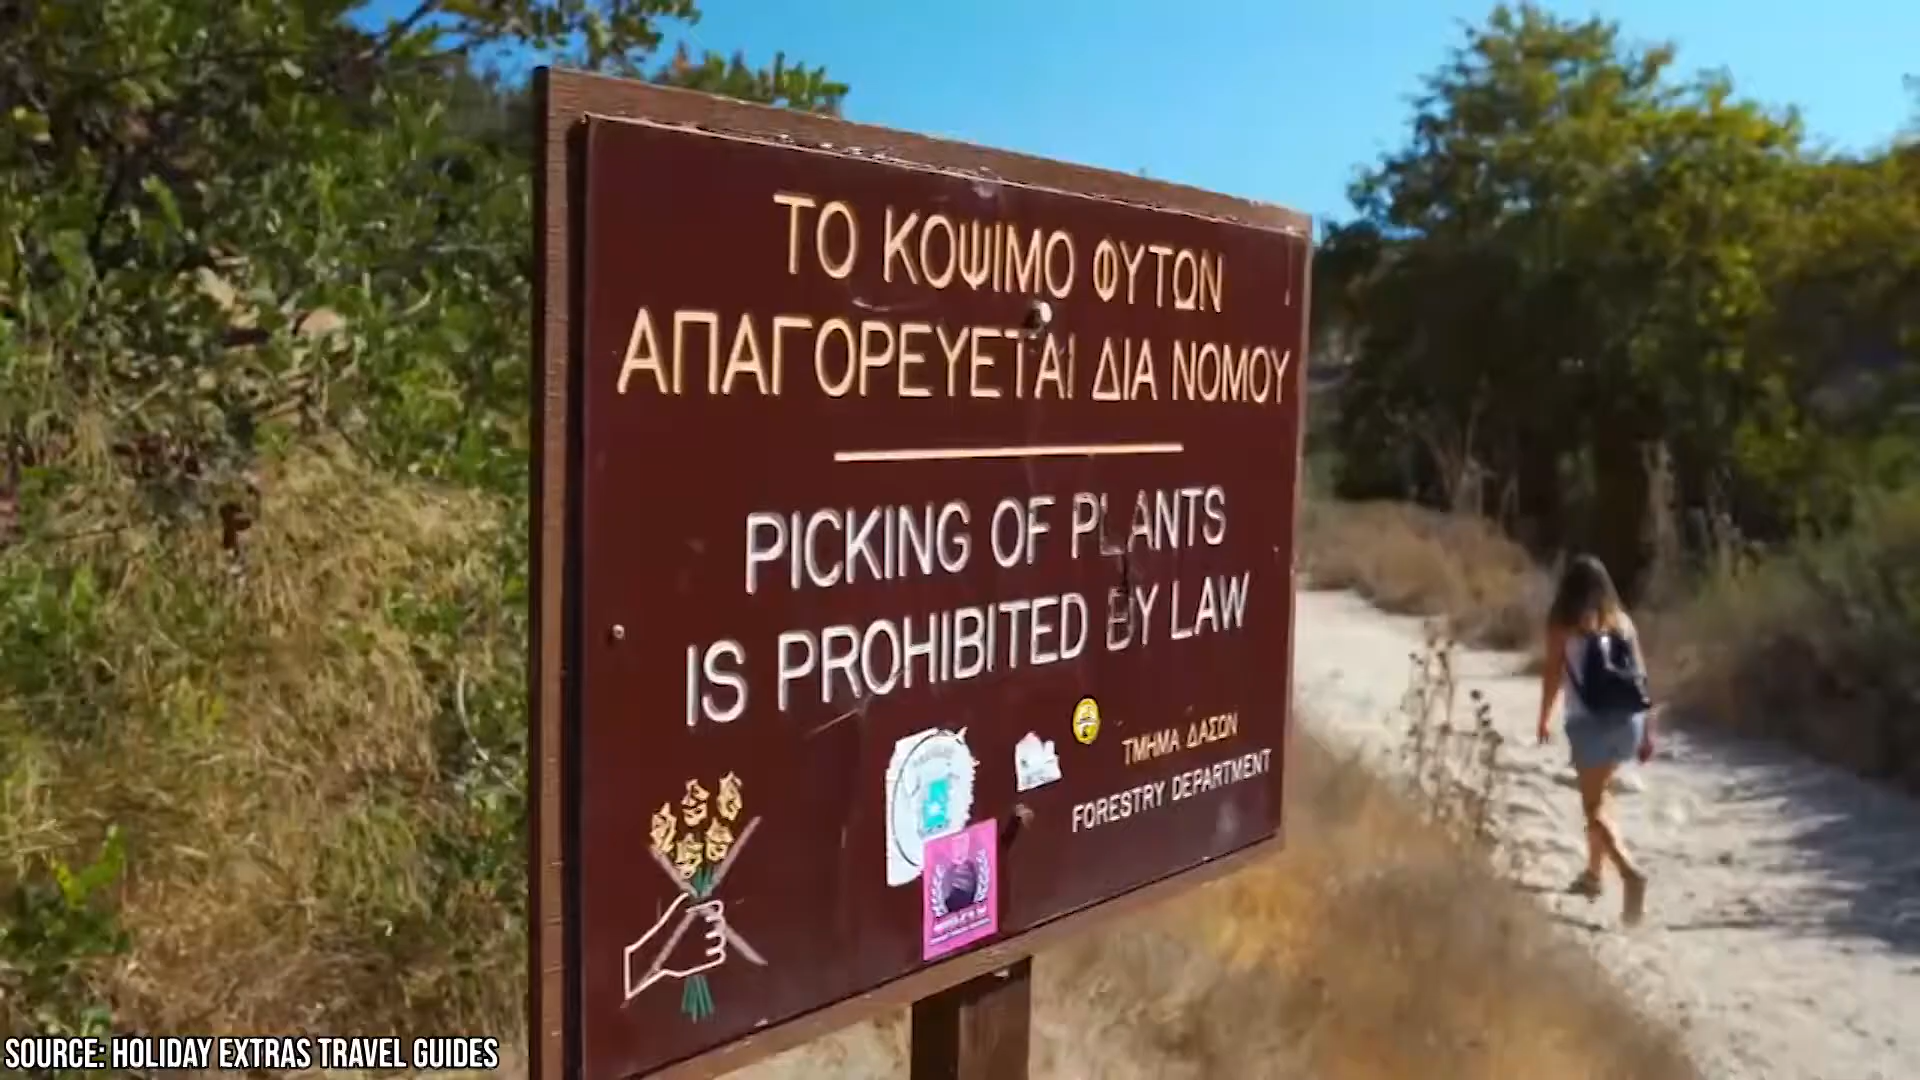 ΤΟ ΚΟΨΙΜΟ ΦΥΤΩΝ
ΑΠΑΓΟΡΕΥΕΤΑΙ ΔΙΑ ΝΟΜΟΥ
PICKING OF PLANTS
IS PROHIBITED BY LAW
ΤΜΗΜΑ ΔΑΣΩΝ
FORESTRY DEPARTMENT
SOURCE: HOLIDAY EXTRAS TRAVEL GUIDES